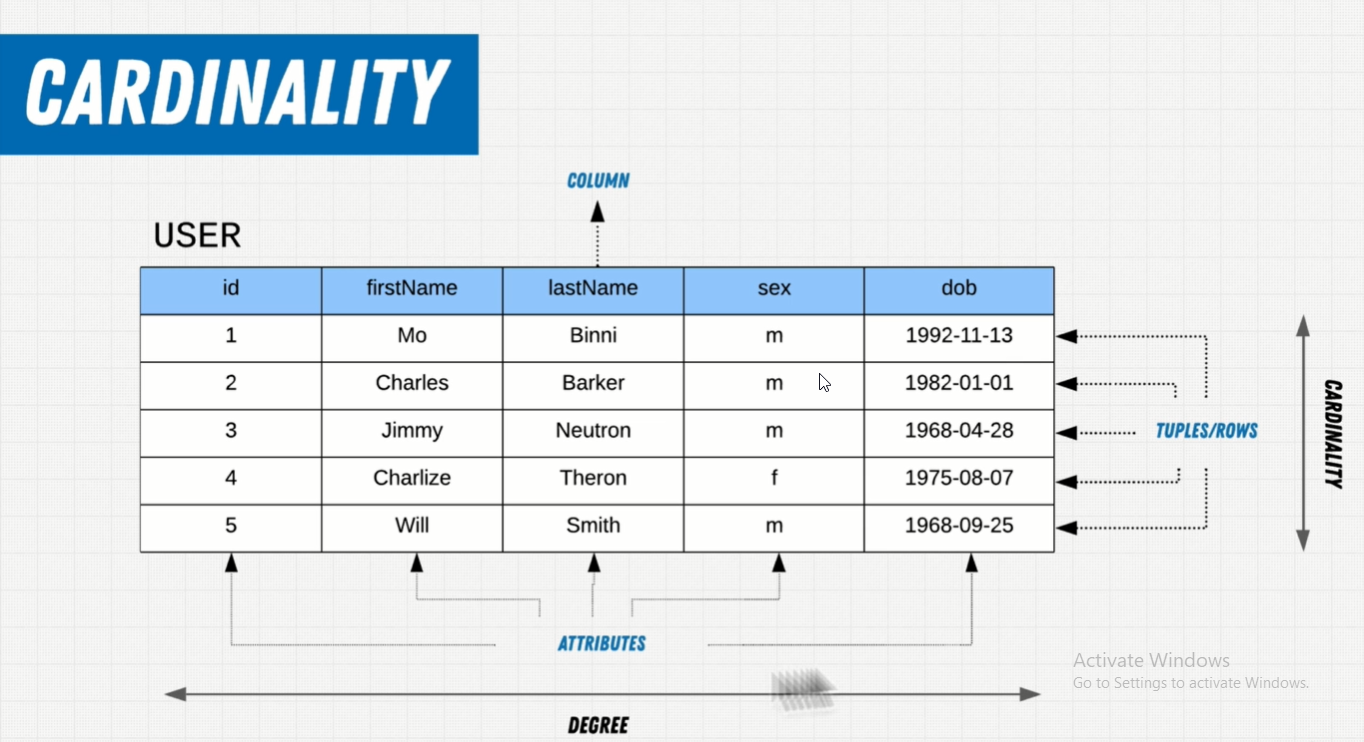 CARDINALITY
COLUMN
USER
id firstName lastName sex dob
1 Mo Binni m 1992-11-13
2 Charles Barker m 1982-01-01
3 Jimmy Neutron m 1968-04-28
4 Charlize Theron f 1975-08-07
5 Will Smith m 1968-09-25
TUPLES/ROWS
CARDINALITY
ATTRIBUTES
DEGREE
Activate Windows
Go to Settings to activate Windows.